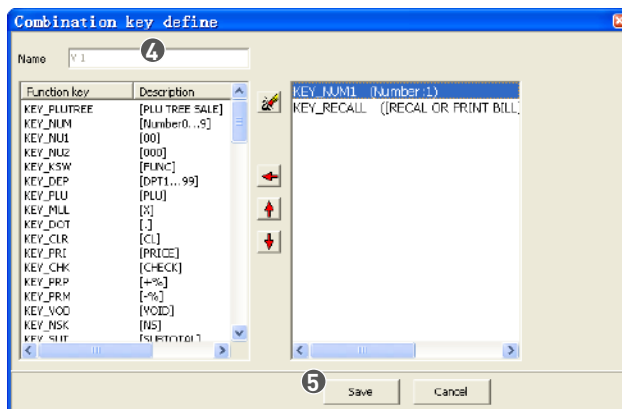 Combination key define
4
Name V 1
Function key Description
KEY_PLUTREE [PLU TREE SALE]
KEY_NUM [Number0...9]
KEY_NU1 [00]
KEY_NU2 [000]
KEY_KSW [FUNC]
KEY_DEP [DPT1...99]
KEY_PLU [PLU]
KEY_MUL [X]
KEY_DOT [.]
KEY_CLR [CL]
KEY_PRI [PRICE]
KEY_CHK [CHECK]
KEY_PRP [+%]
KEY_PRM [-%]
KEY_VOD [VOID]
KEY_NSK [NS]
KEY_SUT [SUBTOTAL]
KEY_NUM1 (Number :1)
KEY_RECALL ([RECAL OR PRINT BILL]
5
Save Cancel